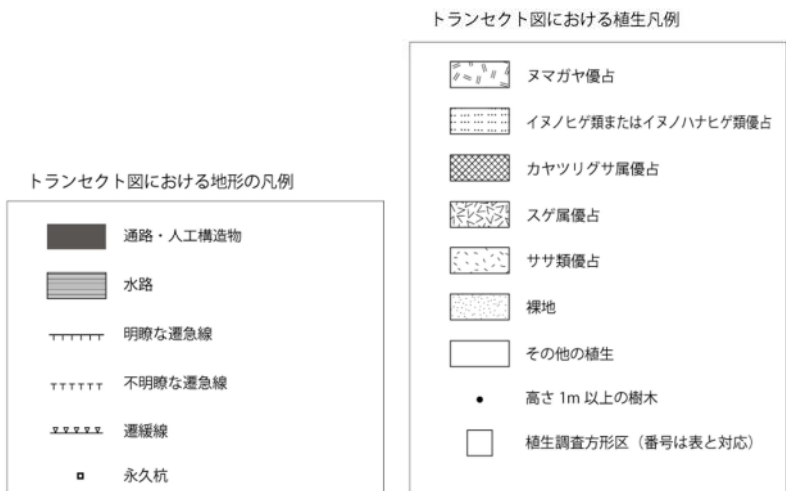 トランセクト図における植生凡例
ヌマガヤ優占
イヌノヒゲ類またはイヌノハナヒゲ類優占
カヤツリグサ属優占
スゲ属優占
ササ類優占
裸地
その他の植生
高さ 1m 以上の樹木
植生調査方形区（番号は表と対応）
トランセクト図における地形の凡例
通路・人工構造物
水路
明瞭な遷急線
不明瞭な遷急線
遷緩線
永久杭